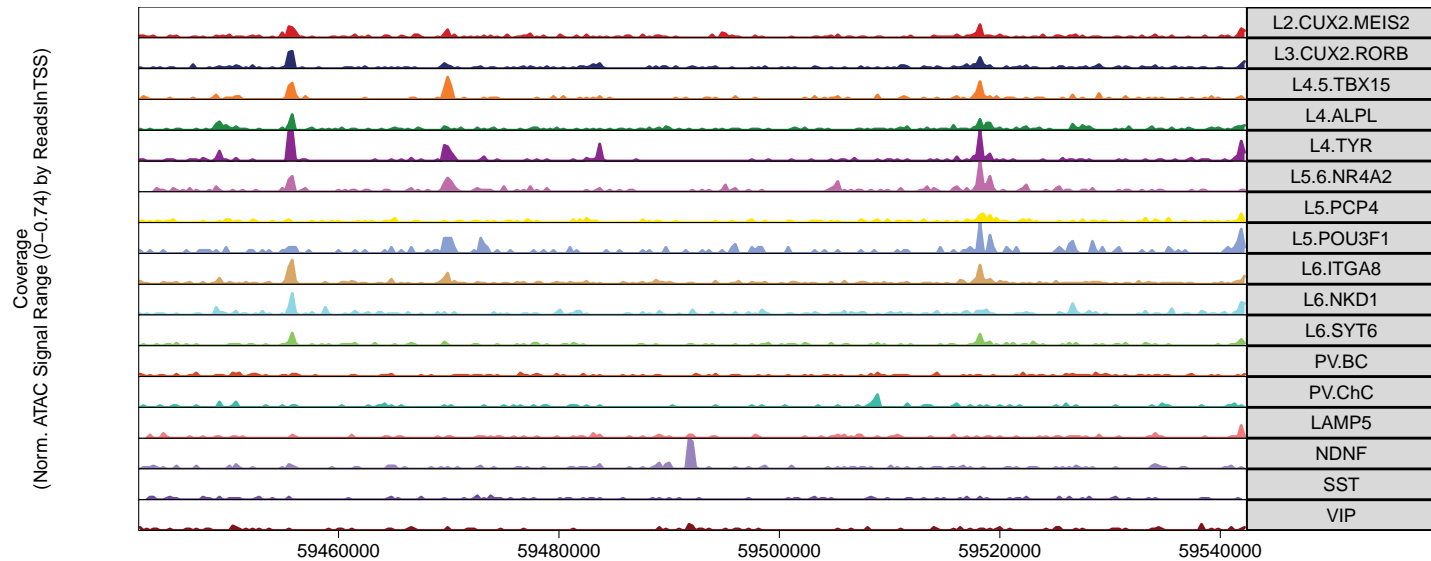 Coverage
(Norm. ATAC Signal Range (0−0.74) by ReadsInTSS)
L2.CUX2.MEIS2
L3.CUX2.RORB
L4.5.TBX15
L4.ALPL
L4.TYR
L5.6.NR4A2
L5.PCP4
L5.POU3F1
L6.ITGA8
L6.NKD1
L6.SYT6
PV.BC
PV.ChC
LAMP5
NDNF
SST
VIP
59460000 59480000 59500000 59520000 59540000